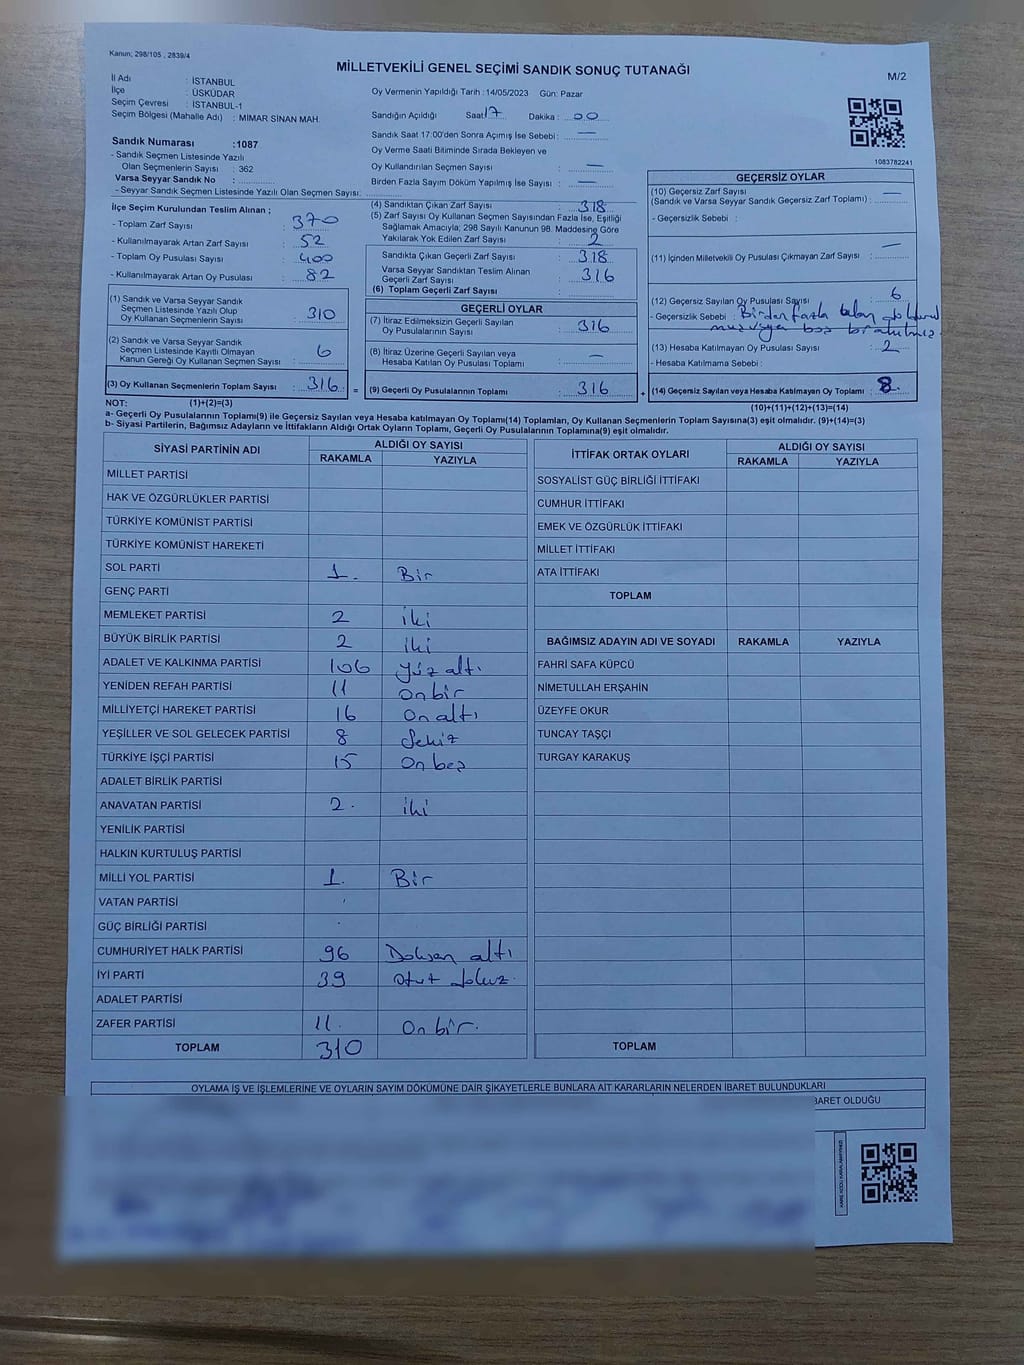 Kanun; 298/105 , 2839/4
MİLLETVEKİLİ GENEL SEÇİMİ SANDIK SONUÇ TUTANAĞI
M/2
İl Adı : İSTANBUL
İlçe : ÜSKÜDAR
Seçim Çevresi : İSTANBUL-1
Seçim Bölgesi (Mahalle Adı) : MİMAR SİNAN MAH.
Sandık Numarası :1087
- Sandık Seçmen Listesinde Yazılı
Olan Seçmenlerin Sayısı : 362
Varsa Seyyar Sandık No :
- Seyyar Sandık Seçmen Listesinde Yazılı Olan Seçmen Sayısı:
Oy Vermenin Yapıldığı Tarih : 14/05/2023 Gün: Pazar
Sandığın Açıldığı Saat: 17 Dakika : 00
Sandık Saat 17:00'den Sonra Açımış İse Sebebi : —
Oy Verme Saati Bitiminde Sırada Bekleyen ve
Oy Kullandırılan Seçmen Sayısı : —
Birden Fazla Sayım Döküm Yapılmış İse Sayısı : —
1083782241
İlçe Seçim Kurulundan Teslim Alınan ;
- Toplam Zarf Sayısı : 370
- Kullanılmayarak Artan Zarf Sayısı : 52
- Toplam Oy Pusulası Sayısı : 400
- Kullanılmayarak Artan Oy Pusulası : 82
(4) Sandıktan Çıkan Zarf Sayısı : 318
(5) Zarf Sayısı Oy Kullanan Seçmen Sayısından Fazla İse, Eşitliği
Sağlamak Amacıyla; 298 Sayılı Kanunun 98. Maddesine Göre
Yakılarak Yok Edilen Zarf Sayısı : 2
Sandıkta Çıkan Geçerli Zarf Sayısı : 318
Varsa Seyyar Sandıktan Teslim Alınan
Geçerli Zarf Sayısı : 316
(6) Toplam Geçerli Zarf Sayısı :
GEÇERSİZ OYLAR
(10) Geçersiz Zarf Sayısı : —
(Sandık ve Varsa Seyyar Sandık Geçersiz Zarf Toplamı)
- Geçersizlik Sebebi :
(11) İçinden Milletvekili Oy Pusulası Çıkmayan Zarf Sayısı : —
(12) Geçersiz Sayılan Oy Pusulası Sayısı : 6
- Geçersizlik Sebebi : Birden fazla
(13) Hesaba Katılmayan Oy Pusulası Sayısı : 2
- Hesaba Katılmama Sebebi :
(1) Sandık ve Varsa Seyyar Sandık
Seçmen Listesinde Yazılı Olup
Oy Kullanan Seçmenlerin Sayısı : 310
(2) Sandık ve Varsa Seyyar Sandık
Seçmen Listesinde Kayıtlı Olmayan
Kanun Gereği Oy Kullanan Seçmen Sayısı : 6
(3) Oy Kullanan Seçmenlerin Toplam Sayısı : 316 =
GEÇERLİ OYLAR
(7) İtiraz Edilmeksizin Geçerli Sayılan
Oy Pusulalarının Sayısı : 316
(8) İtiraz Üzerine Geçerli Sayılan veya
Hesaba Katılan Oy Pusulası Toplamı : —
(9) Geçerli Oy Pusulalarının Toplamı : 316 +
(14) Geçersiz Sayılan veya Hesaba Katılmayan Oy Toplamı : 8.
NOT: (1)+(2)=(3)
(10)+(11)+(12)+(13)=(14)
a- Geçerli Oy Pusulalarının Toplamı(9) ile Geçersiz Sayılan veya Hesaba katılmayan Oy Toplamı(14) Toplamları, Oy Kullanan Seçmenlerin Toplam Sayısına(3) eşit olmalıdır. (9)+(14)=(3)
b- Siyasi Partilerin, Bağımsız Adayların ve İttifakların Aldığı Ortak Oyların Toplamı, Geçerli Oy Pusulalarının Toplamına(9) eşit olmalıdır.
SİYASİ PARTİNİN ADI ALDIĞI OY SAYISI
RAKAMLA YAZIYLA
MİLLET PARTİSİ
HAK VE ÖZGÜRLÜKLER PARTİSİ
TÜRKİYE KOMÜNİST PARTİSİ
TÜRKİYE KOMÜNİST HAREKETİ
SOL PARTİ 1. Bir
GENÇ PARTİ
MEMLEKET PARTİSİ 2 iki
BÜYÜK BİRLİK PARTİSİ 2 iki
ADALET VE KALKINMA PARTİSİ 106 yüz altı
YENİDEN REFAH PARTİSİ 11 on bir
MİLLİYETÇİ HAREKET PARTİSİ 16 On altı
YEŞİLLER VE SOL GELECEK PARTİSİ 8 Sekiz
TÜRKİYE İŞÇİ PARTİSİ 15 On beş
ADALET BİRLİK PARTİSİ
ANAVATAN PARTİSİ 2. iki
YENİLİK PARTİSİ
HALKIN KURTULUŞ PARTİSİ
MİLLİ YOL PARTİSİ 1. Bir
VATAN PARTİSİ
GÜÇ BİRLİĞİ PARTİSİ
CUMHURİYET HALK PARTİSİ 96 Doksan altı
İYİ PARTİ 39 otuz dokuz.
ADALET PARTİSİ
ZAFER PARTİSİ 11. On bir.
TOPLAM 310
İTTİFAK ORTAK OYLARI ALDIĞI OY SAYISI
RAKAMLA YAZIYLA
SOSYALİST GÜÇ BİRLİĞİ İTTİFAKI
CUMHUR İTTİFAKI
EMEK VE ÖZGÜRLÜK İTTİFAKI
MİLLET İTTİFAKI
ATA İTTİFAKI
TOPLAM
BAĞIMSIZ ADAYIN ADI VE SOYADI RAKAMLA YAZIYLA
FAHRİ SAFA KÜPCÜ
NİMETULLAH ERŞAHİN
ÜZEYFE OKUR
TUNCAY TAŞÇI
TURGAY KARAKUŞ
TOPLAM
OYLAMA İŞ VE İŞLEMLERİNE VE OYLARIN SAYIM DÖKÜMÜNE DAİR ŞİKAYETLERLE BUNLARA AİT KARARLARIN NELERDEN İBARET BULUNDUKLARI
BARET OLDUĞU
KARE KODU KARALAMAYINIZ!